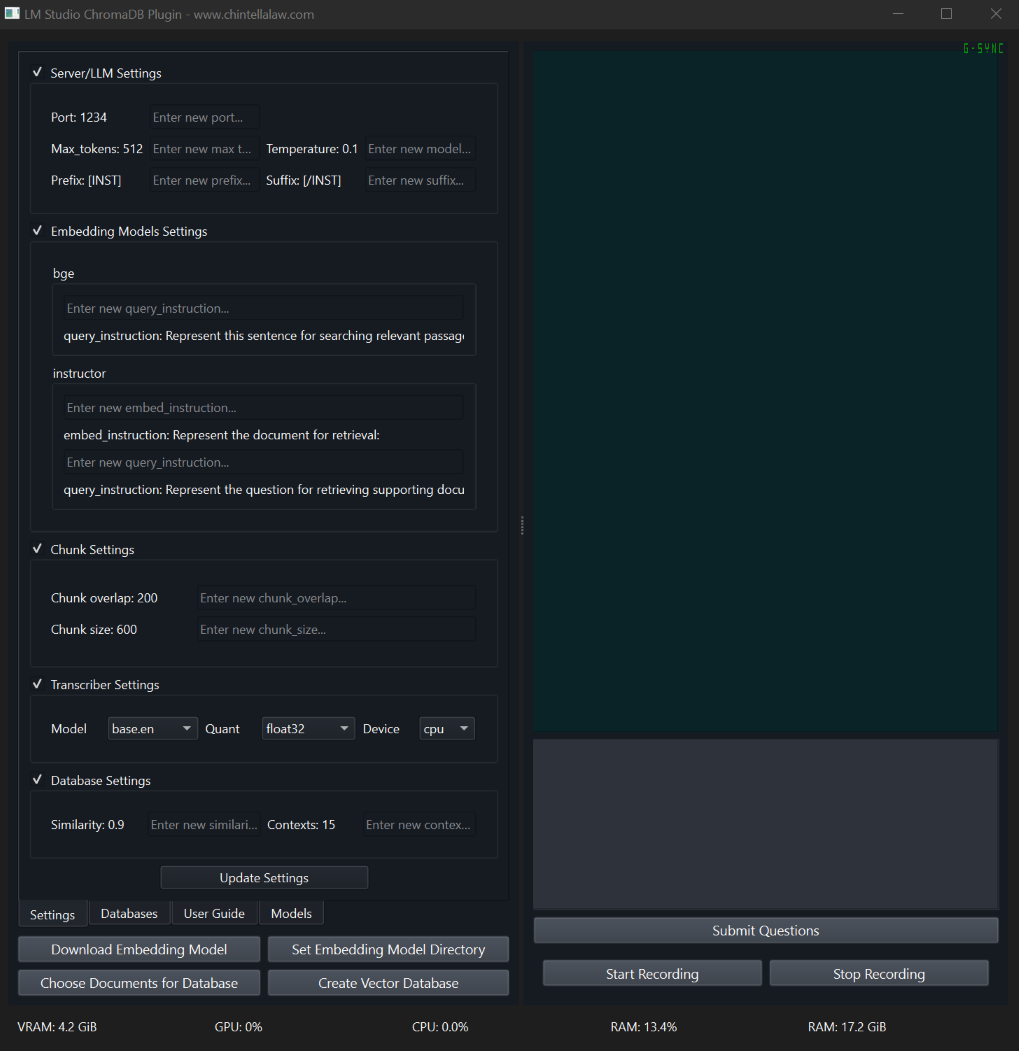 LM Studio ChromaDB Plugin - www.chintellalaw.com
G-SYNC
Server/LLM Settings
Port: 1234 Enter new port...
Max_tokens: 512 Enter new max t... Temperature: 0.1 Enter new model...
Prefix: [INST] Enter new prefix... Suffix: [/INST] Enter new suffix...
Embedding Models Settings
bge
Enter new query_instruction...
query_instruction: Represent this sentence for searching relevant passag
instructor
Enter new embed_instruction...
embed_instruction: Represent the document for retrieval:
Enter new query_instruction...
query_instruction: Represent the question for retrieving supporting docu
Chunk Settings
Chunk overlap: 200 Enter new chunk_overlap...
Chunk size: 600 Enter new chunk_size...
Transcriber Settings
Model base.en Quant float32 Device cpu
Database Settings
Similarity: 0.9 Enter new similari... Contexts: 15 Enter new contex...
Update Settings
Settings Databases User Guide Models
Download Embedding Model Set Embedding Model Directory
Choose Documents for Database Create Vector Database
Submit Questions
Start Recording Stop Recording
VRAM: 4.2 GiB GPU: 0% CPU: 0.0% RAM: 13.4% RAM: 17.2 GiB